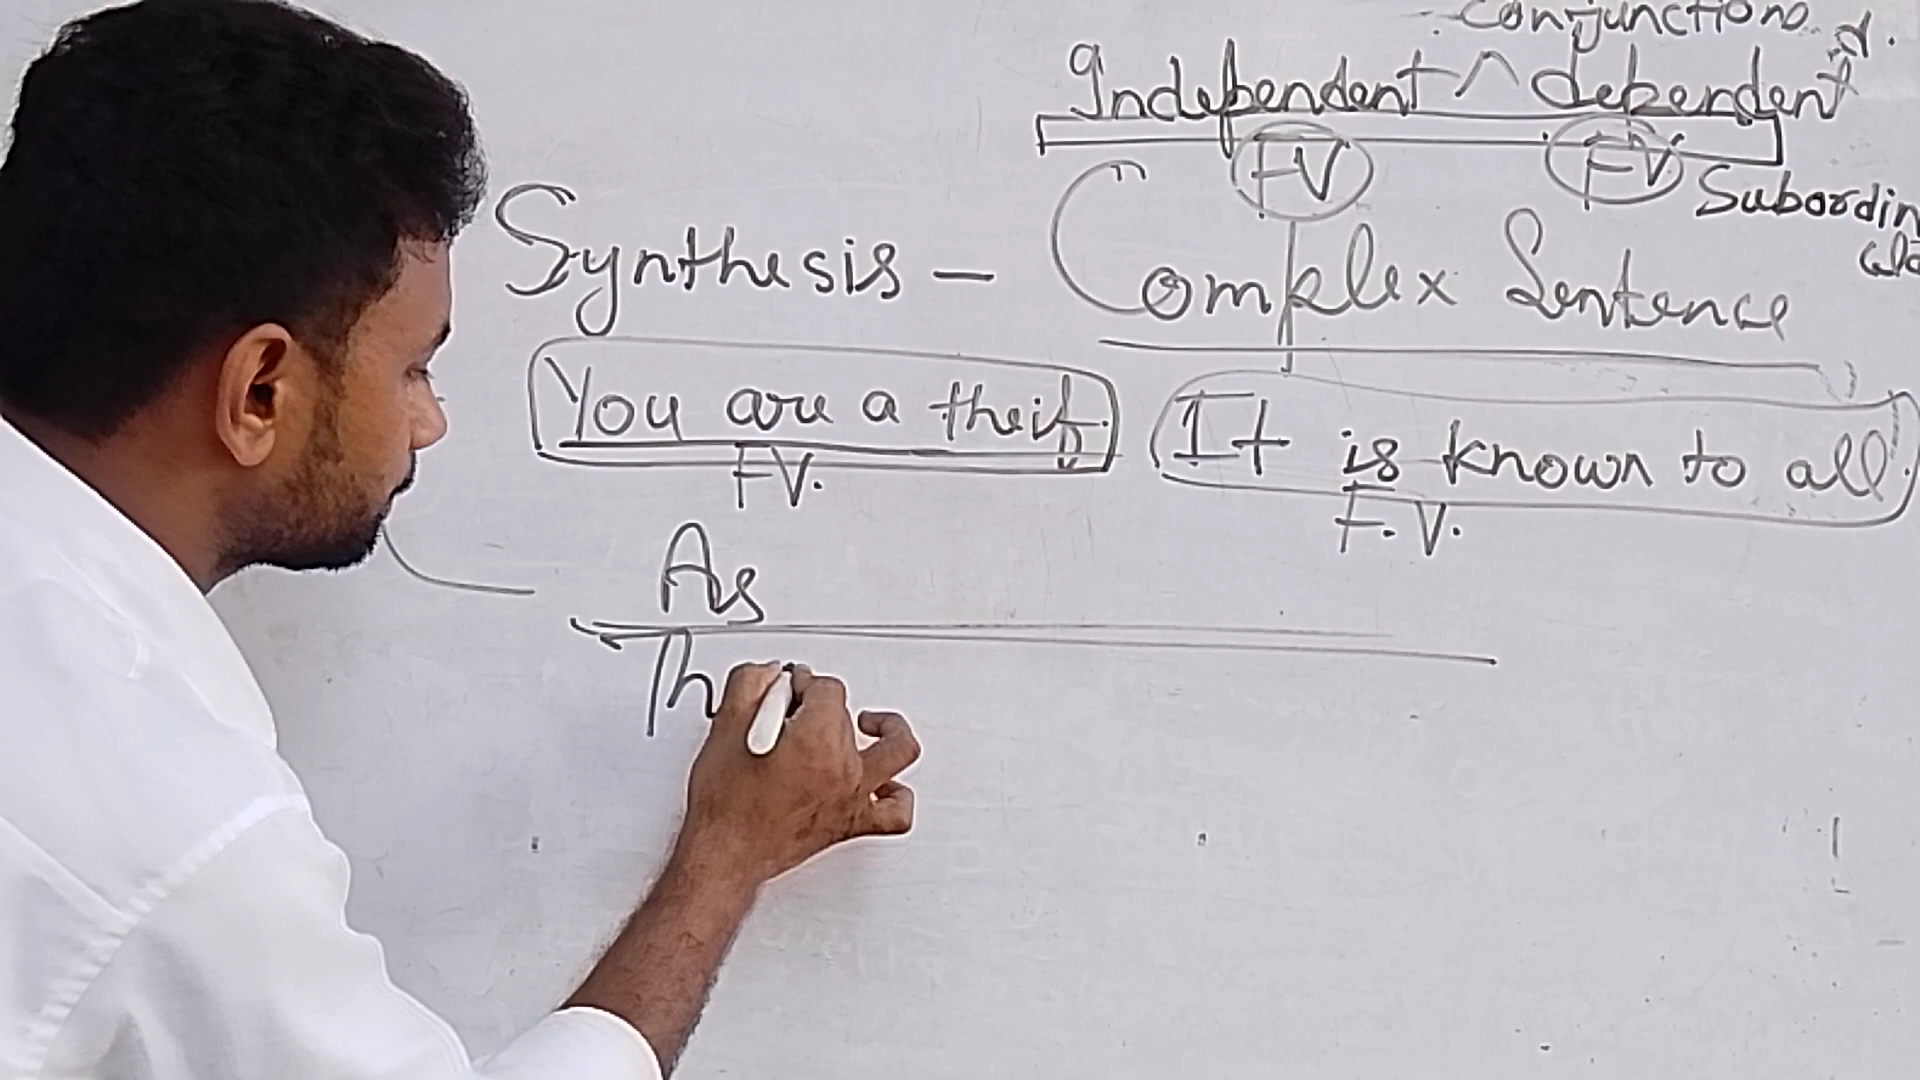 Conjunctions
Independent ^ dependent
FV FV
Subordin
Synthesis - Complex Sentence
You are a theif. It is known to all.
FV. F.V.
As
Th